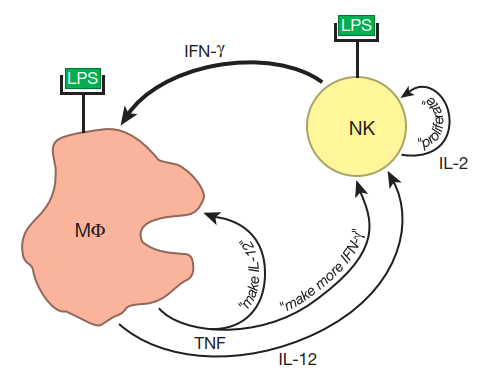 LPS
IFN-γ
LPS
NK
"proliferate"
IL-2
MΦ
"make IL-12"
"make more IFN-γ"
TNF
IL-12